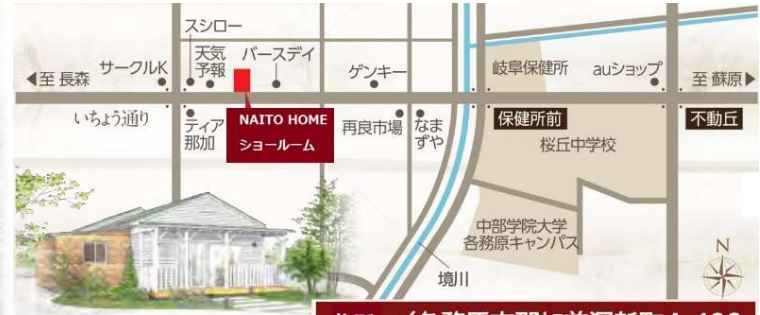 スシロー
天気
予報
バースデイ
サークルK
ゲンキー
岐阜保健所
auショップ
◀至 長森
至 蘇原▶
いちょう通り
ティア
那加
NAITO HOME
ショールーム
再良市場
なま
ずや
保健所前
不動丘
桜丘中学校
中部学院大学
各務原キャンパス
境川
N